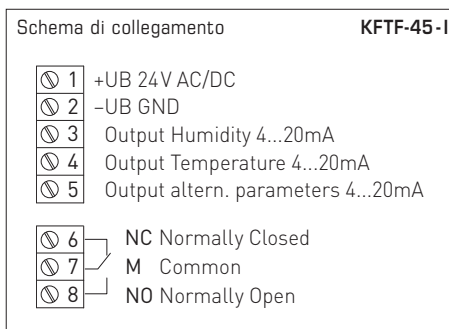 Schema di collegamento KFTF-45-I
1 +UB 24V AC/DC
2 –UB GND
3 Output Humidity 4...20mA
4 Output Temperature 4...20mA
5 Output altern. parameters 4...20mA
6 NC Normally Closed
7 M Common
8 NO Normally Open